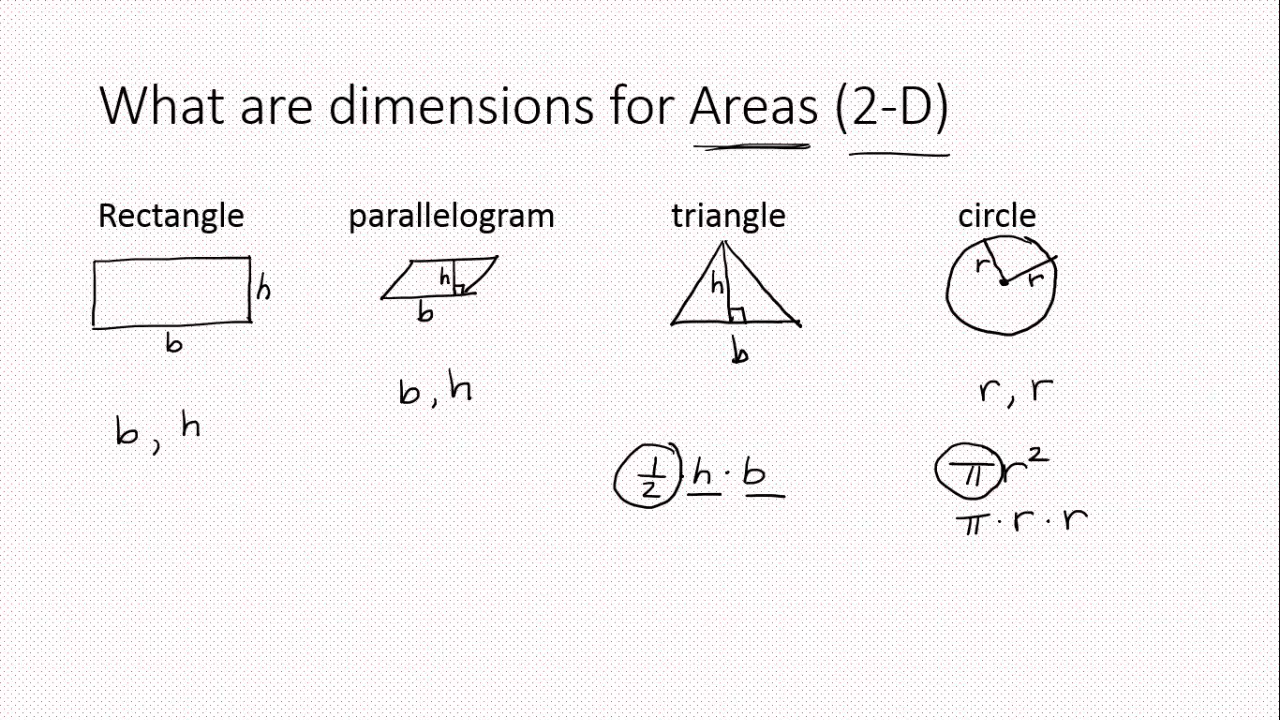 What are dimensions for Areas (2-D)
Rectangle parallelogram triangle circle
h
b
h
b
h
b
r r
b, h
b, h
1/2 · h · b
r, r
πr²
π · r · r